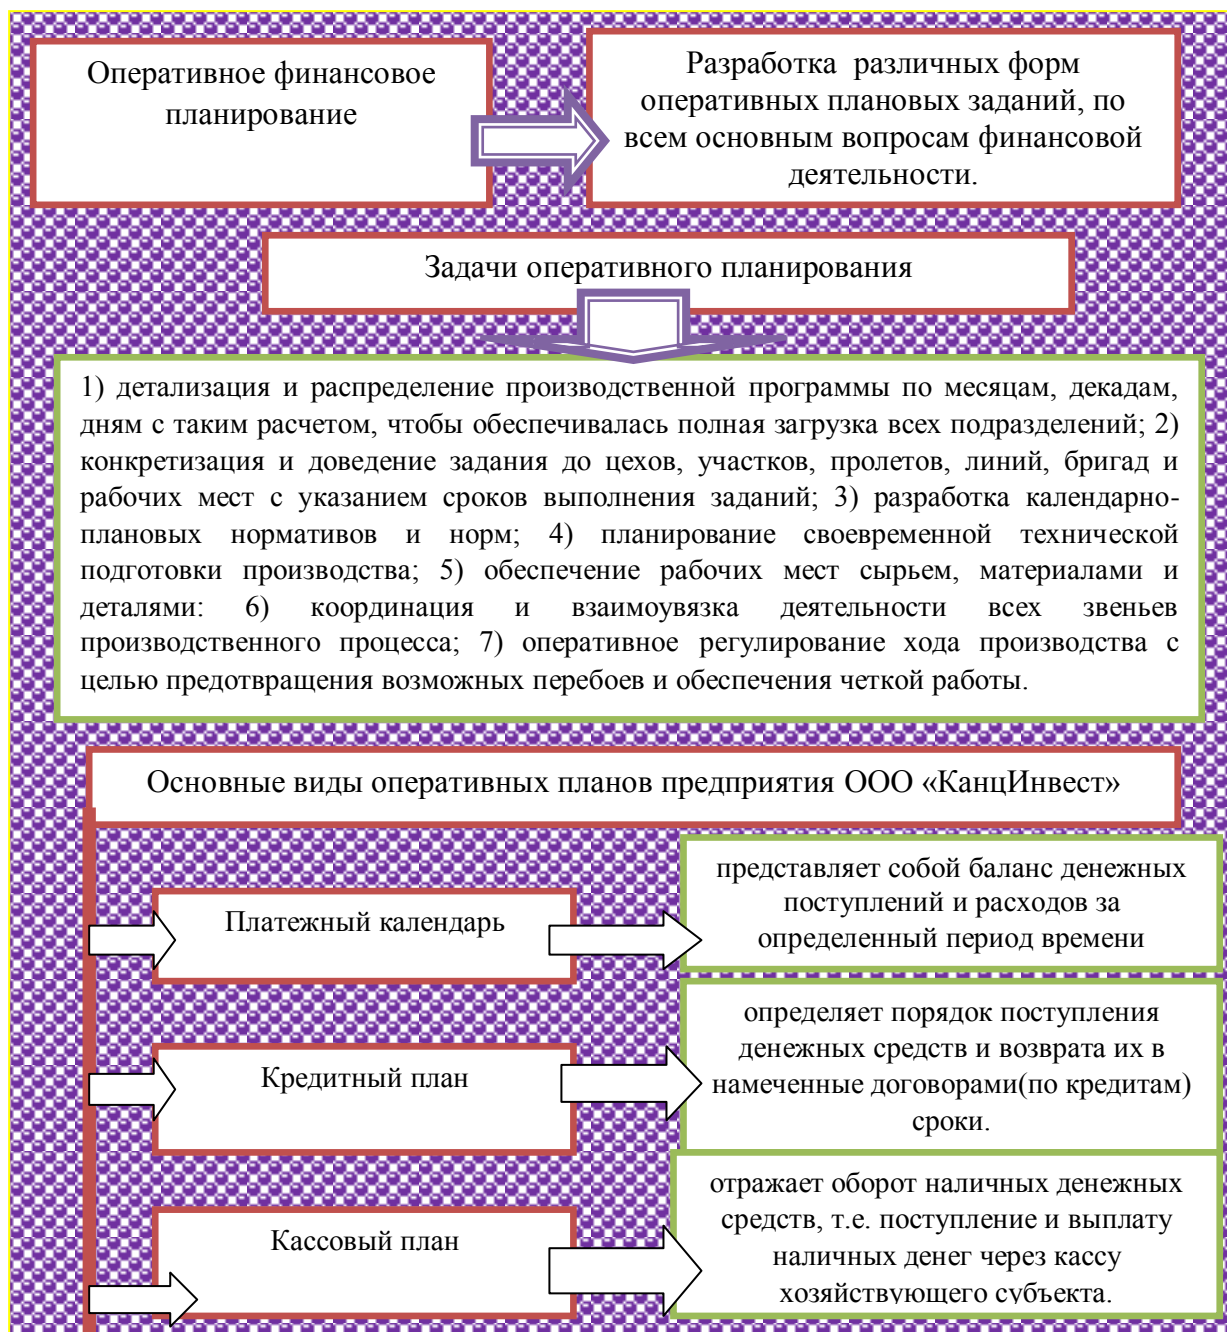 Оперативное финансовое
планирование
Разработка различных форм
оперативных плановых заданий, по
всем основным вопросам финансовой
деятельности.
Задачи оперативного планирования
1) детализация и распределение производственной программы по месяцам, декадам,
дням с таким расчетом, чтобы обеспечивалась полная загрузка всех подразделений; 2)
конкретизация и доведение задания до цехов, участков, пролетов, линий, бригад и
рабочих мест с указанием сроков выполнения заданий; 3) разработка календарно-
плановых нормативов и норм; 4) планирование своевременной технической
подготовки производства; 5) обеспечение рабочих мест сырьем, материалами и
деталями: 6) координация и взаимоувязка деятельности всех звеньев
производственного процесса; 7) оперативное регулирование хода производства с
целью предотвращения возможных перебоев и обеспечения четкой работы.
Основные виды оперативных планов предприятия ООО «КанцИнвест»
Платежный календарь
представляет собой баланс денежных
поступлений и расходов за
определенный период времени
Кредитный план
определяет порядок поступления
денежных средств и возврата их в
намеченные договорами(по кредитам)
сроки.
Кассовый план
отражает оборот наличных денежных
средств, т.е. поступление и выплату
наличных денег через кассу
хозяйствующего субъекта.